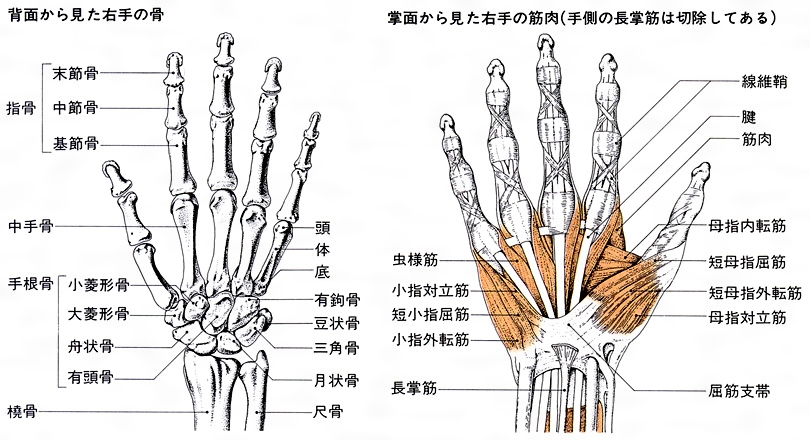 背面から見た右手の骨
指骨
末節骨
中節骨
基節骨
中手骨
手根骨
小菱形骨
大菱形骨
舟状骨
有頭骨
橈骨
頭
体
底
有鉤骨
豆状骨
三角骨
月状骨
尺骨
掌面から見た右手の筋肉(手側の長掌筋は切除してある)
線維鞘
腱
筋肉
虫様筋
小指対立筋
短小指屈筋
小指外転筋
長掌筋
母指内転筋
短母指屈筋
短母指外転筋
母指対立筋
屈筋支帯